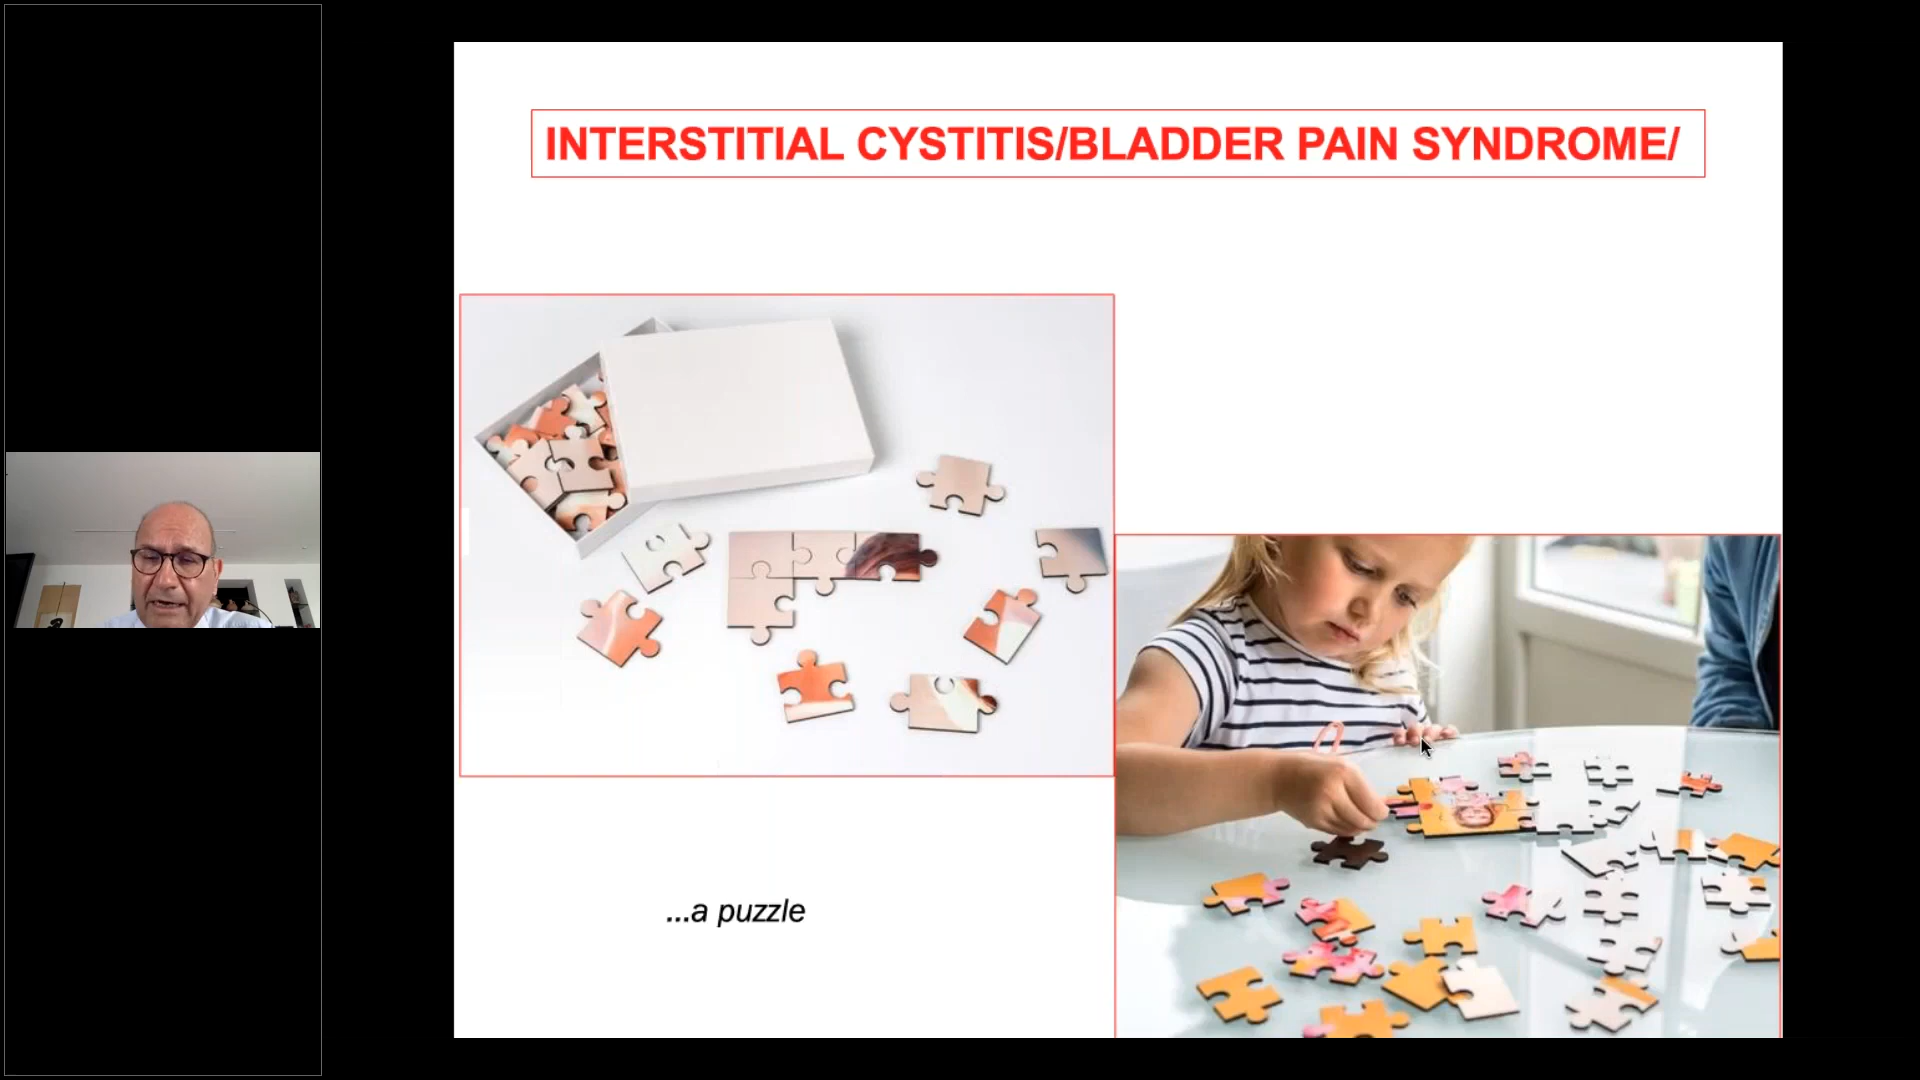 INTERSTITIAL CYSTITIS/BLADDER PAIN SYNDROME/
...a puzzle